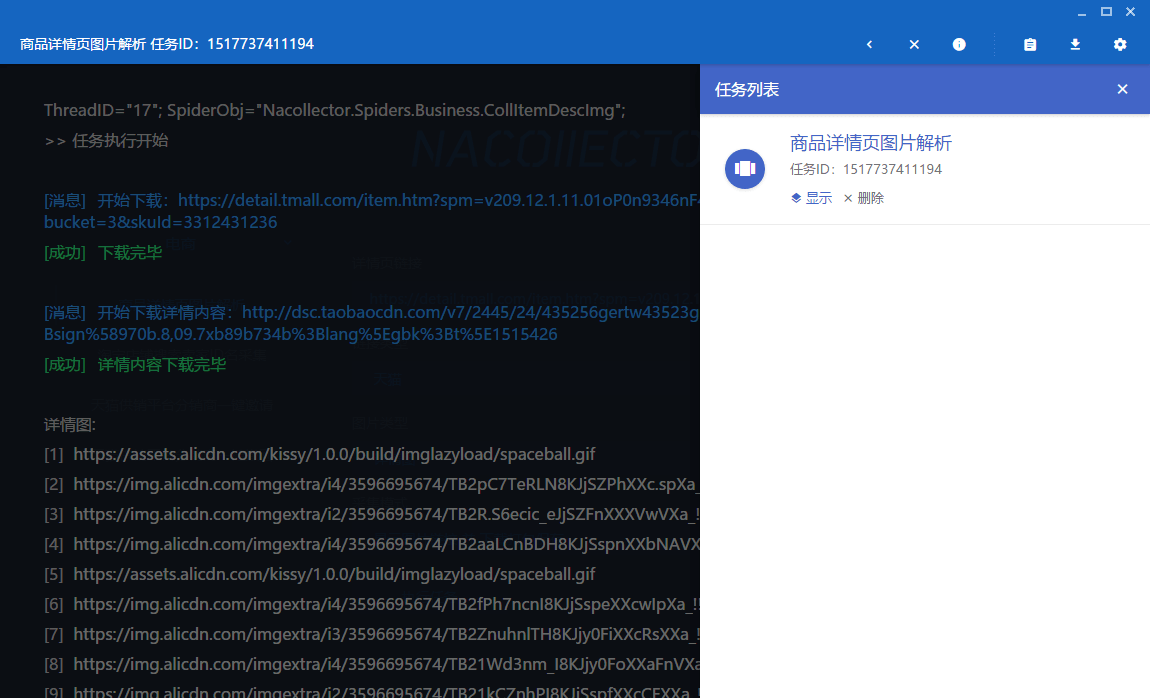 商品详情页图片解析 任务ID：1517737411194
ThreadID="17"; SpiderObj="Nacollector.Spiders.Business.CollItemDescImg";
>> 任务执行开始
NACOllECTO
[消息] 开始下载：https://detail.tmall.com/item.htm?spm=v209.12.1.11.01oP0n9346nF
bucket=3&skuId=3312431236
[成功] 下载完毕
[消息] 开始下载详情内容：http://dsc.taobaocdn.com/v7/2445/24/435256gertw43523g
Bsign%58970b.8,09.7xb89b734b%3Blang%5Egbk%3Bt%5E1515426
[成功] 详情内容下载完毕
详情图:
[1] https://assets.alicdn.com/kissy/1.0.0/build/imglazyload/spaceball.gif
[2] https://img.alicdn.com/imgextra/i4/3596695674/TB2pC7TeRLN8KJjSZPhXXc.spXa_
[3] https://img.alicdn.com/imgextra/i2/3596695674/TB2R.S6ecic_eJjSZFnXXXVwVXa_!
[4] https://img.alicdn.com/imgextra/i4/3596695674/TB2aaLCnBDH8KJjSspnXXbNAVX
[5] https://assets.alicdn.com/kissy/1.0.0/build/imglazyload/spaceball.gif
[6] https://img.alicdn.com/imgextra/i4/3596695674/TB2fPh7ncnI8KJjSspeXXcwIpXa_!
[7] https://img.alicdn.com/imgextra/i3/3596695674/TB2ZnuhnlTH8KJjy0FiXXcRsXXa_!
[8] https://img.alicdn.com/imgextra/i4/3596695674/TB21Wd3nm_I8KJjy0FoXXaFnVXa
[9] https://img.alicdn.com/imgextra/i2/3596695674/TB21kCZnhPI8KJjSspfXXcCFXXa_!
任务列表
商品详情页图片解析
任务ID：1517737411194
显示 删除